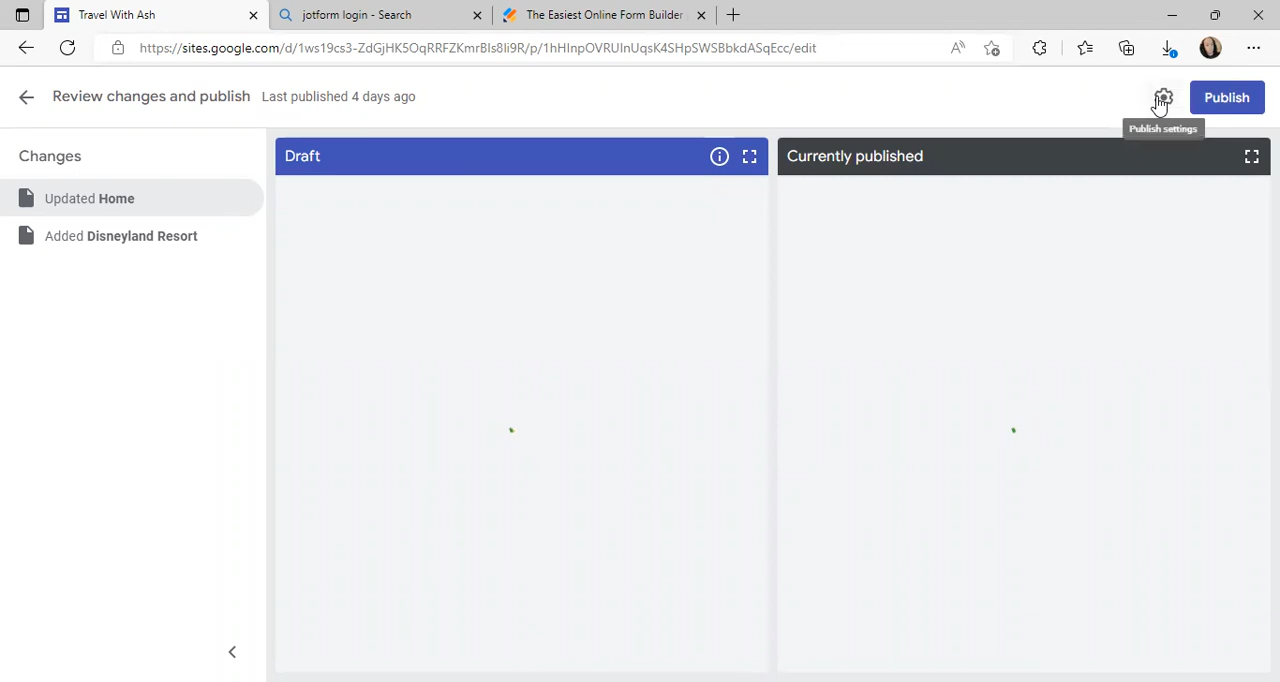 Travel With Ash
jotform login - Search
The Easiest Online Form Builder
https://sites.google.com/d/1ws19cs3-ZdGjHK5OqRRFZKmrBIs8li9R/p/1hHInpOVRUInUqsK4SHpSWSBbkdASqEcc/edit
Review changes and publish Last published 4 days ago
Publish
Publish settings
Changes
Updated Home
Added Disneyland Resort
Draft
Currently published